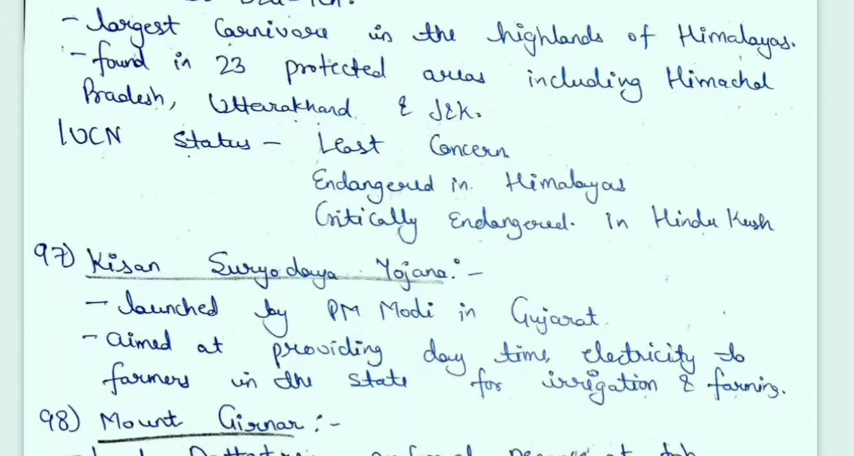 - largest Carnivore in the highlands of Himalayas.
- found in 23 protected areas including Himachal
Pradesh, Uttarakhand & J&K.
IUCN Status - Least Concern
Endangered in Himalayas
Critically Endangered. in Hindu Kush
97) Kisan Suryodaya Yojana:-
- launched by PM Modi in Gujarat.
- aimed at providing day time electricity to
farmers in the state for irrigation & farming.
98) Mount Girnar:-